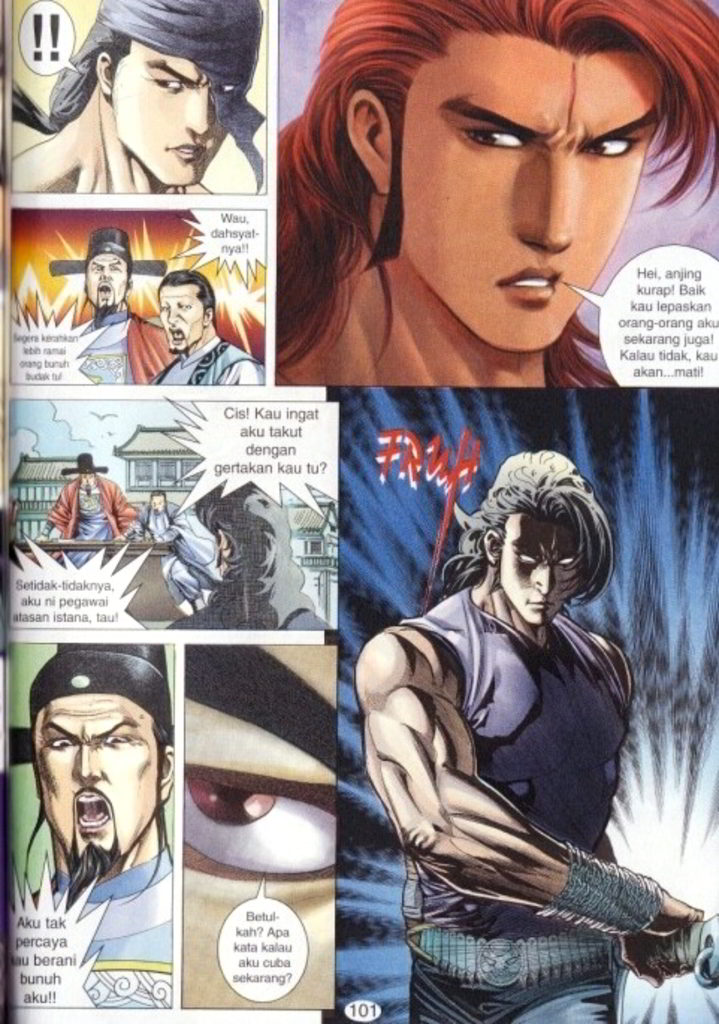 !!
Hei, anjing
kurap! Baik
kau lepaskan
orang-orang aku
sekarang juga!
Kalau tidak, kau
akan...mati!
Wau,
dahsyat-
nya!!
Segera kerahkan
lebih ramai
orang bunuh
budak tu!
Cis! Kau ingat
aku takut
dengan
gertakan kau tu?
Setidak-tidaknya,
aku ni pegawai
atasan istana, tau!
FRUH
Aku tak
percaya
kau berani
bunuh
aku!!
Betul-
kah? Apa
kata kalau
aku cuba
sekarang?
101